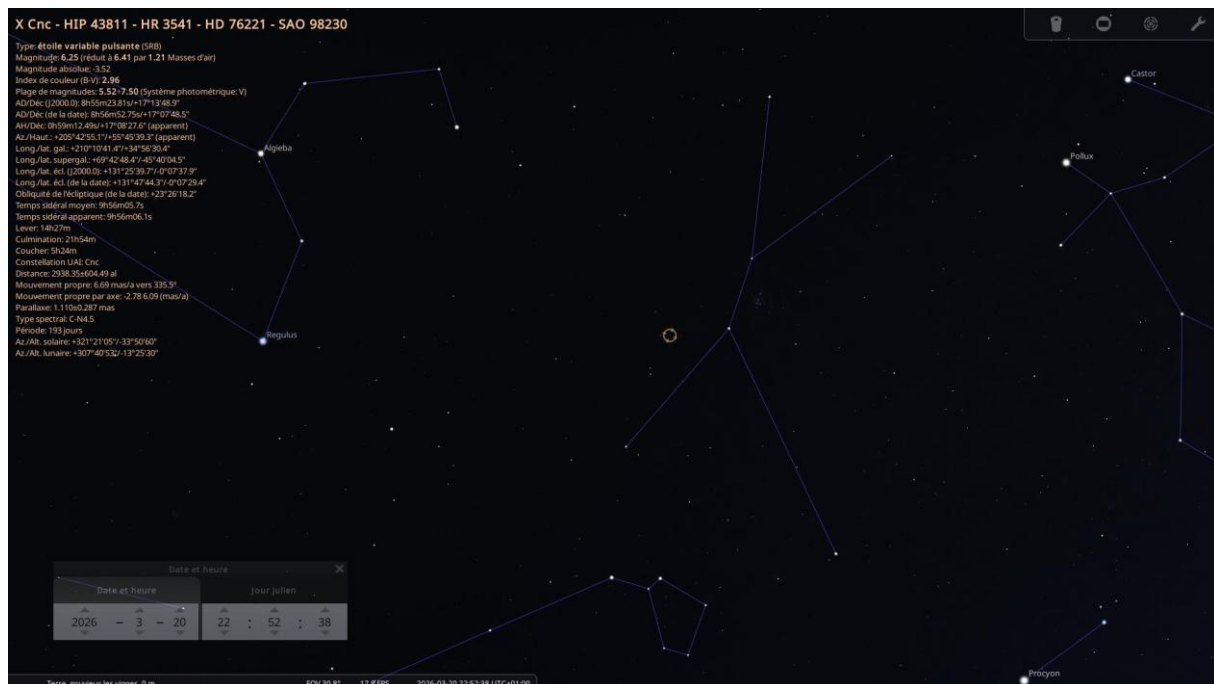 X Cnc - HIP 43811 - HR 3541 - HD 76221 - SAO 98230
Type: étoile variable pulsante (SRB)
Magnitude: 6.25 (réduit à 6.41 par 1.21 Masses d'air)
Magnitude absolue: -3.52
Index de couleur (B-V): 2.96
Plage de magnitudes: 5.52÷7.50 (Système photométrique: V)
AD/Déc (J2000.0): 8h55m23.81s/+17°13'48.9"
AD/Déc (de la date): 8h56m52.75s/+17°07'48.5"
AH/Déc: 0h59m12.49s/+17°08'27.6" (apparent)
Az./Haut.: +205°42'55.1"/+55°45'39.3" (apparent)
Long./lat. gal.: +210°10'41.4"/+34°56'30.4"
Long./lat. supergal.: +69°42'48.4"/-45°40'04.5"
Long./lat. écl. (J2000.0): +131°25'39.7"/-0°07'37.9"
Long./lat. écl. (de la date): +131°47'44.3"/-0°07'29.4"
Obliquité de l'écliptique (de la date): +23°26'18.2"
Temps sidéral moyen: 9h56m05.7s
Temps sidéral apparent: 9h56m06.1s
Lever: 14h27m
Culmination: 21h54m
Coucher: 5h24m
Constellation UAI: Cnc
Distance: 2938.35±604.49 al
Mouvement propre: 6.69 mas/a vers 335.5°
Mouvement propre par axe: -2.78 6.09 (mas/a)
Parallaxe: 1.110±0.287 mas
Type spectral: C-N4.5
Période: 193 jours
Az./Alt. solaire: +321°21'05"/-33°50'60"
Az./Alt. lunaire: +307°40'53"/-13°25'30"
Castor
Algieba
Pollux
Regulus
Date et heure
Date et heure
Jour Julien
2026 - 3 - 20 22 : 52 : 38
Procyon
Terre, 0 m FOV 30.8° 2026-03-20 22:52:38 UTC+01:00